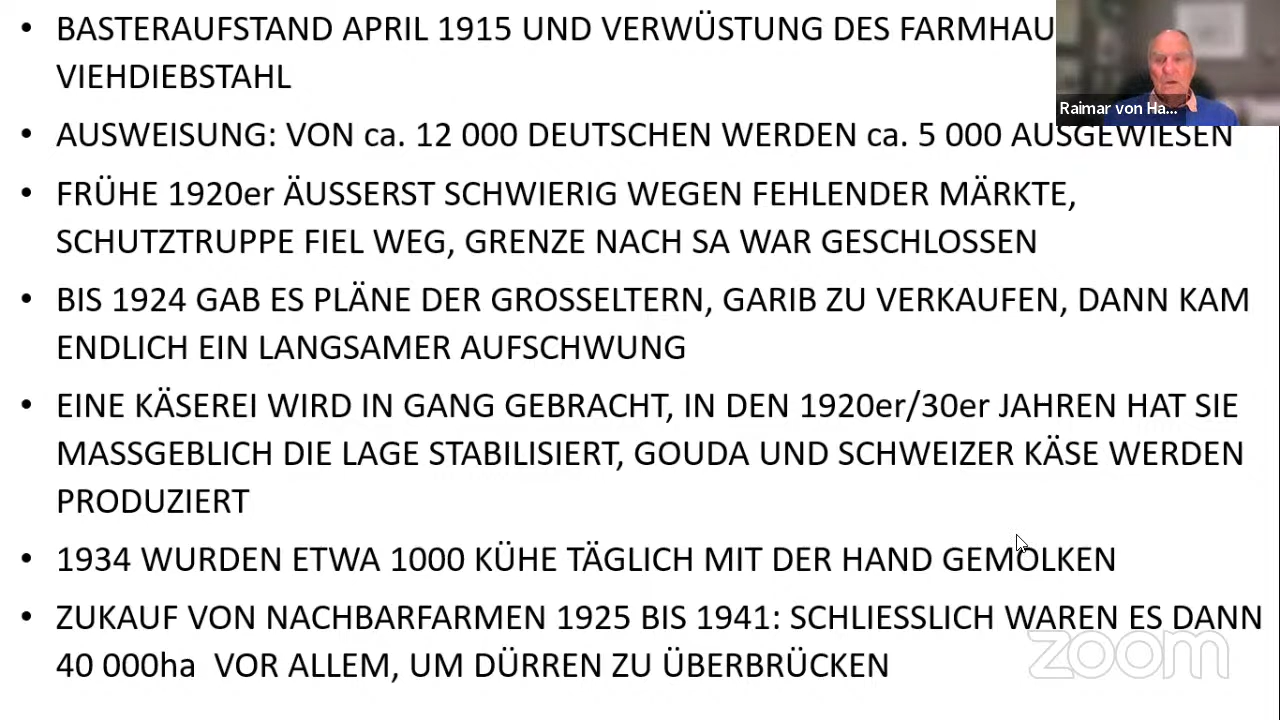 • BASTERAUFSTAND APRIL 1915 UND VERWÜSTUNG DES FARMHAU
VIEHDIEBSTAHL
Raimar von Ha...
• AUSWEISUNG: VON ca. 12 000 DEUTSCHEN WERDEN ca. 5 000 AUSGEWIESEN
• FRÜHE 1920er ÄUSSERST SCHWIERIG WEGEN FEHLENDER MÄRKTE,
SCHUTZTRUPPE FIEL WEG, GRENZE NACH SA WAR GESCHLOSSEN
• BIS 1924 GAB ES PLÄNE DER GROSSELTERN, GARIB ZU VERKAUFEN, DANN KAM
ENDLICH EIN LANGSAMER AUFSCHWUNG
• EINE KÄSEREI WIRD IN GANG GEBRACHT, IN DEN 1920er/30er JAHREN HAT SIE
MASSGEBLICH DIE LAGE STABILISIERT, GOUDA UND SCHWEIZER KÄSE WERDEN
PRODUZIERT
• 1934 WURDEN ETWA 1000 KÜHE TÄGLICH MIT DER HAND GEMOLKEN
• ZUKAUF VON NACHBARFARMEN 1925 BIS 1941: SCHLIESSLICH WAREN ES DANN
40 000ha VOR ALLEM, UM DÜRREN ZU ÜBERBRÜCKEN
zoom